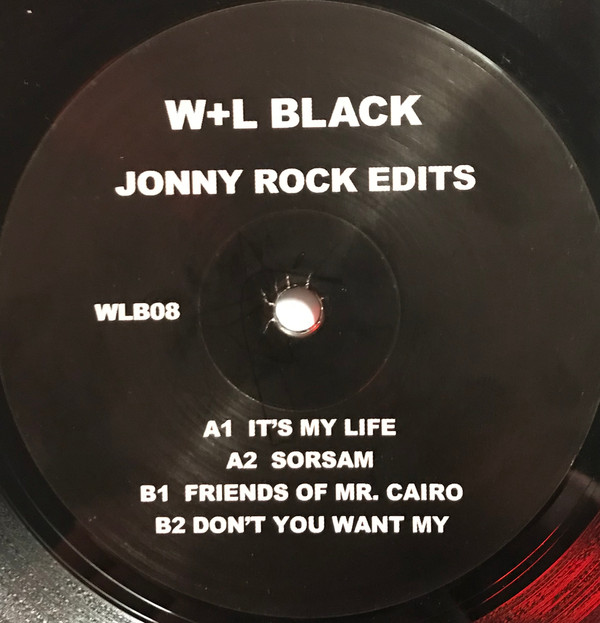 W+L BLACK
JONNY ROCK EDITS
WLB08
A1 IT'S MY LIFE
A2 SORSAM
B1 FRIENDS OF MR. CAIRO
B2 DON'T YOU WANT MY